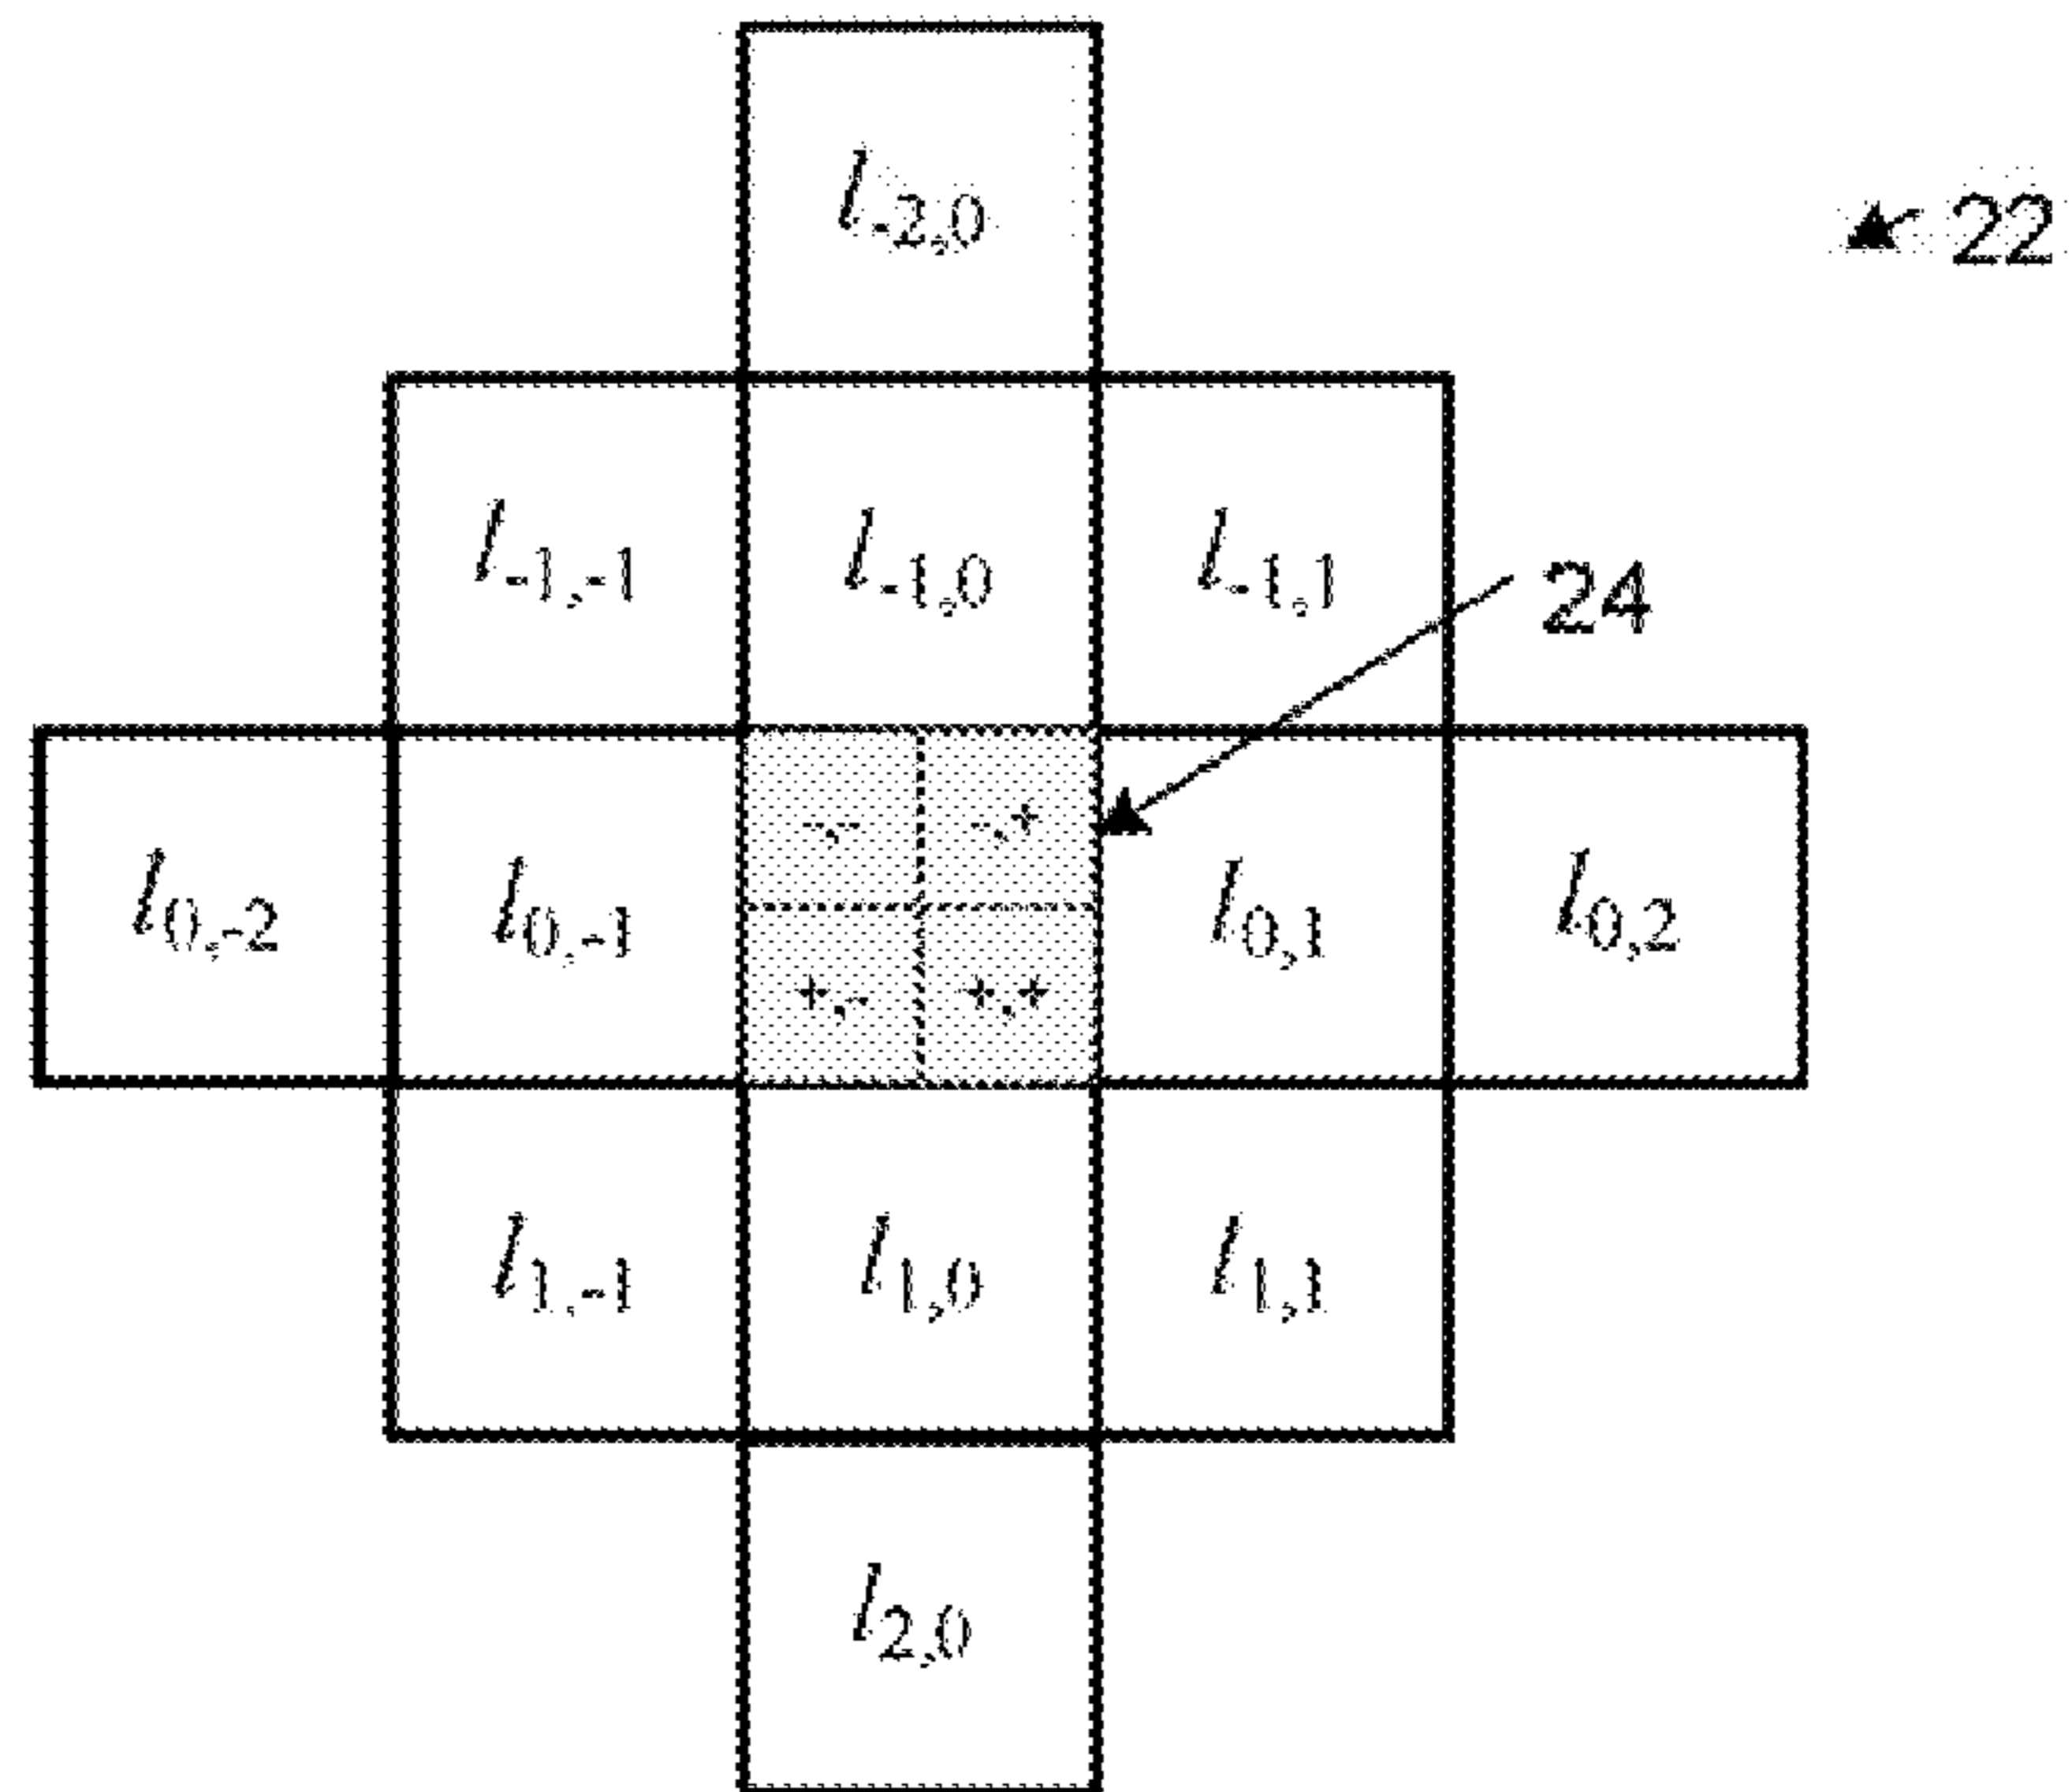 l-2,0
22
l-1,-1 l-1,0 l-1,1
24
-,- -,+
l0,-2 l0,-1 l0,1 l0,2
+,- +,+
l1,-1 l1,0 l1,1
l2,0